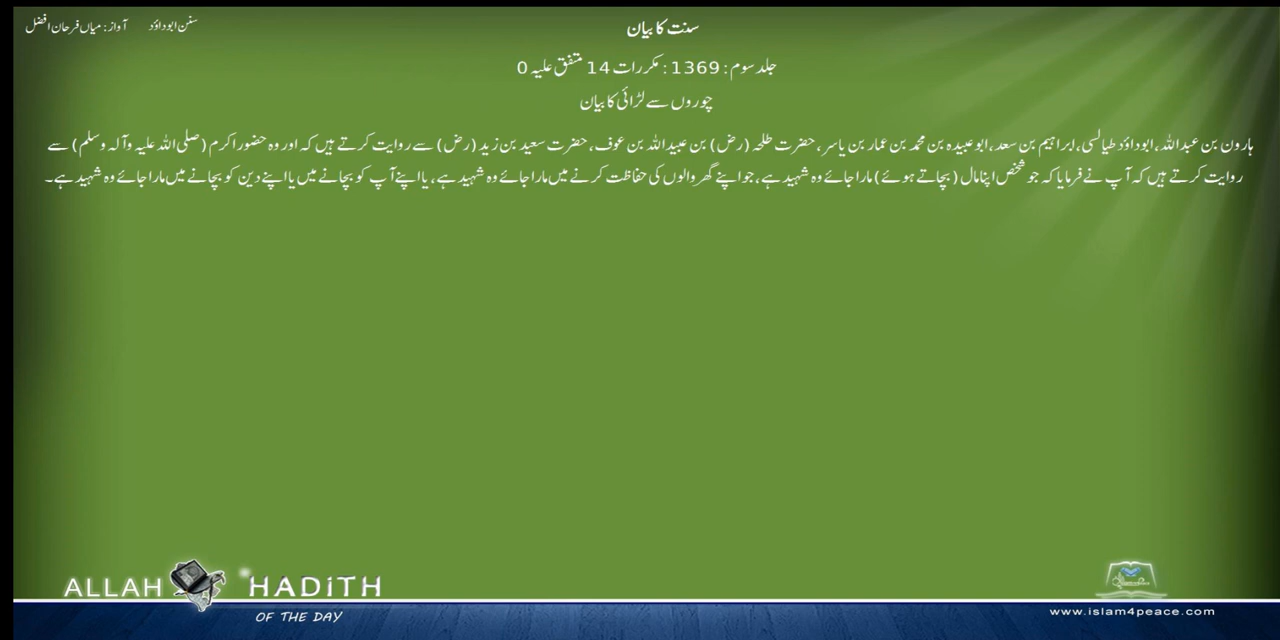 سنن ابوداؤد آواز: میاں فرحان افضل
سنت کا بیان
جلد سوم : 1369 : مکررات 14 متفق علیہ 0
چوروں سے لڑائی کا بیان
ہارون بن عبداللہ، ابوداؤد طیالسی، ابراہیم بن سعد، ابوعبیدہ بن محمد بن عمار بن یاسر، حضرت طلحہ (رض) بن عبیداللہ بن عوف، حضرت سعید بن زید (رض) سے روایت کرتے ہیں کہ اور وہ حضور اکرم (صلی اللہ علیہ وآلہ وسلم) سے
روایت کرتے ہیں کہ آپ نے فرمایا کہ جو شخص اپنا مال (بچاتے ہوئے) مارا جائے وہ شہید ہے، جو اپنے گھر والوں کی حفاظت کرنے میں مارا جائے وہ شہید ہے، یا اپنے آپ کو بچانے میں یا اپنے دین کو بچانے میں مارا جائے وہ شہید ہے۔
ALLAH HADiTH
OF THE DAY
www.islam4peace.com